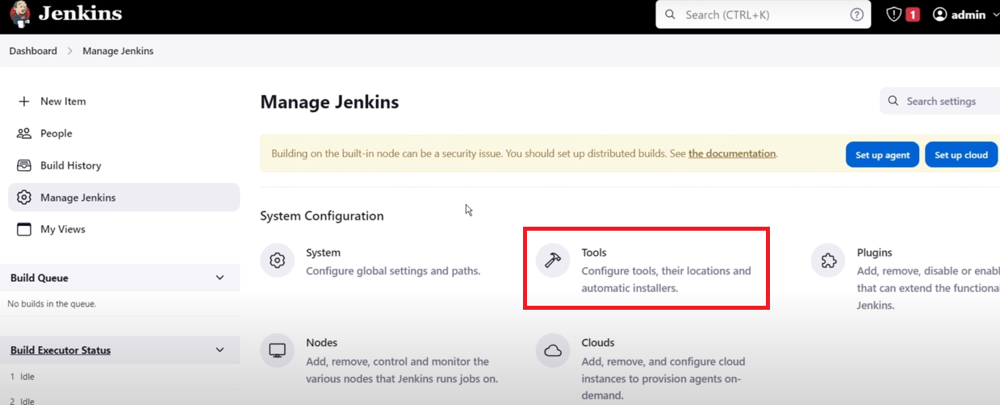 Jenkins
Search (CTRL+K)
?
1
admin
Dashboard
Manage Jenkins
New Item
People
Build History
Manage Jenkins
My Views
Build Queue
No builds in the queue.
Build Executor Status
1 Idle
2 Idle
Manage Jenkins
Search settings
Building on the built-in node can be a security issue. You should set up distributed builds. See the documentation.
Set up agent
Set up cloud
System Configuration
System
Configure global settings and paths.
Tools
Configure tools, their locations and
automatic installers.
Plugins
Add, remove, disable or enabl
that can extend the functiona
Jenkins.
Nodes
Add, remove, control and monitor the
various nodes that Jenkins runs jobs on.
Clouds
Add, remove, and configure cloud
instances to provision agents on-
demand.